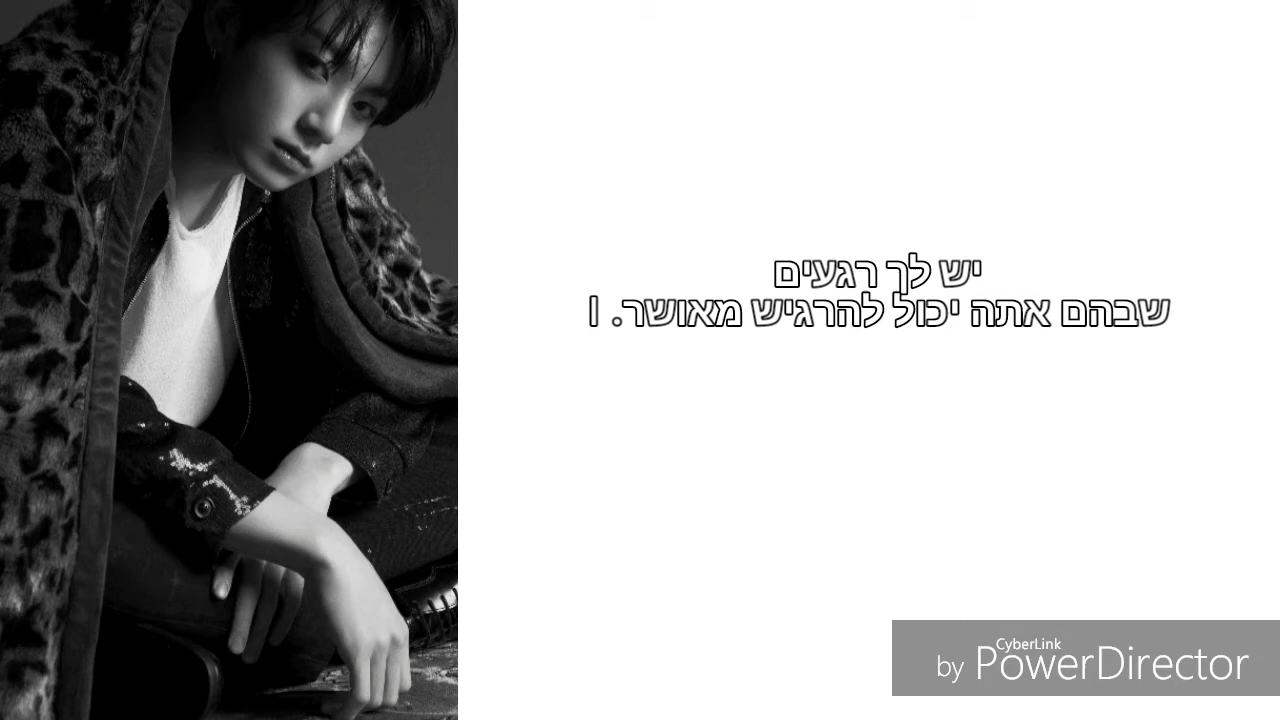 יש לך רגעים
שבהם אתה יכול להרגיש מאושר. ן
CyberLink
by PowerDirector